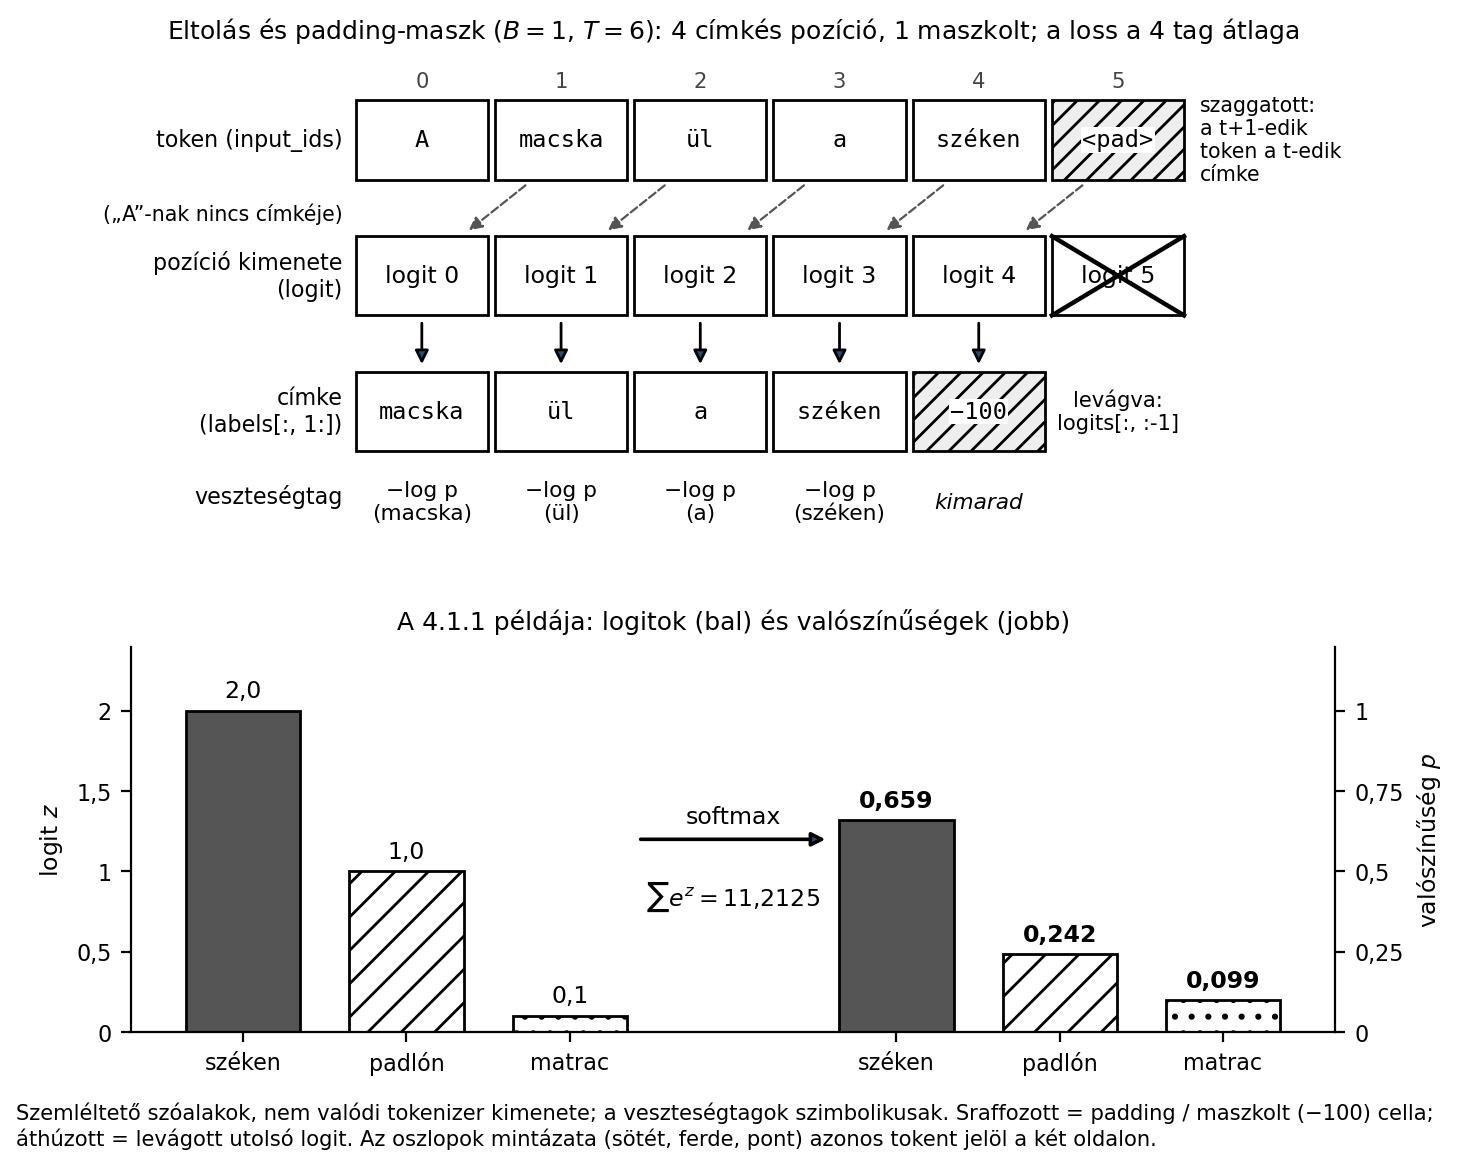 Eltolás és padding-maszk (B = 1, T = 6): 4 címkés pozíció, 1 maszkolt; a loss a 4 tag átlaga
0 1 2 3 4 5
token (input_ids) A macska ül a széken <pad>
szaggatott:
a t+1-edik
token a t-edik
címke
(„A”-nak nincs címkéje)
pozíció kimenete
(logit)
logit 0 logit 1 logit 2 logit 3 logit 4 logit 5
címke
(labels[:, 1:])
macska ül a széken −100
levágva:
logits[:, :-1]
veszteségtag
−log p −log p −log p −log p
(macska) (ül) (a) (széken)
kimarad
A 4.1.1 példája: logitok (bal) és valószínűségek (jobb)
logit z
2
1,5
1
0,5
0
2,0
1,0
0,1
softmax
∑e^z = 11,2125
0,659
0,242
0,099
1
0,75
0,5
0,25
0
valószínűség p
széken padlón matrac széken padlón matrac
Szemléltető szóalakok, nem valódi tokenizer kimenete; a veszteségtagok szimbolikusak. Sraffozott = padding / maszkolt (−100) cella;
áthúzott = levágott utolsó logit. Az oszlopok mintázata (sötét, ferde, pont) azonos tokent jelöl a két oldalon.